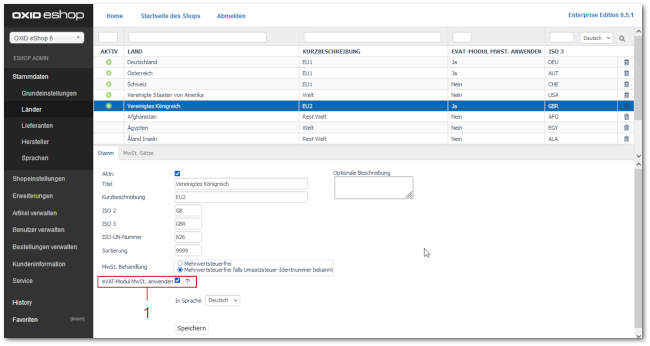 OXID eshop
Home Startseite des Shops Abmelden Enterprise Edition 6.5.1
OXID eShop 6
Deutsch
AKTIV LAND KURZBESCHREIBUNG EVAT-MODUL MWST. ANWENDEN ISO 3
Deutschland EU1 Ja DEU
Österreich EU1 Ja AUT
Schweiz EU1 Nein CHE
Vereinigte Staaten von Amerika Welt Nein USA
Vereinigtes Königreich EU2 Ja GBR
Afghanistan Rest Welt Nein AFG
Ägypten Welt Nein EGY
Åland Inseln Rest Welt Nein ALA
ESHOP ADMIN
Stammdaten
Grundeinstellungen
Länder
Lieferanten
Hersteller
Sprachen
Shopeinstellungen
Erweiterungen
Artikel verwalten
Benutzer verwalten
Bestellungen verwalten
Kundeninformation
Service
History
Favoriten
Stamm MwSt.-Sätze
Aktiv
Titel Vereinigtes Königreich
Kurzbeschreibung EU2
ISO 2 GB
ISO 3 GBR
ISO-UN-Nummer 826
Sortierung 9999
MwSt. Behandlung
Mehrwertsteuerfrei
Mehrwertsteuerfrei falls Umsatzsteuer-Identnummer bekannt
eVAT-Modul MwSt. anwenden ?
1
In Sprache Deutsch
Speichern
Optionale Beschreibung